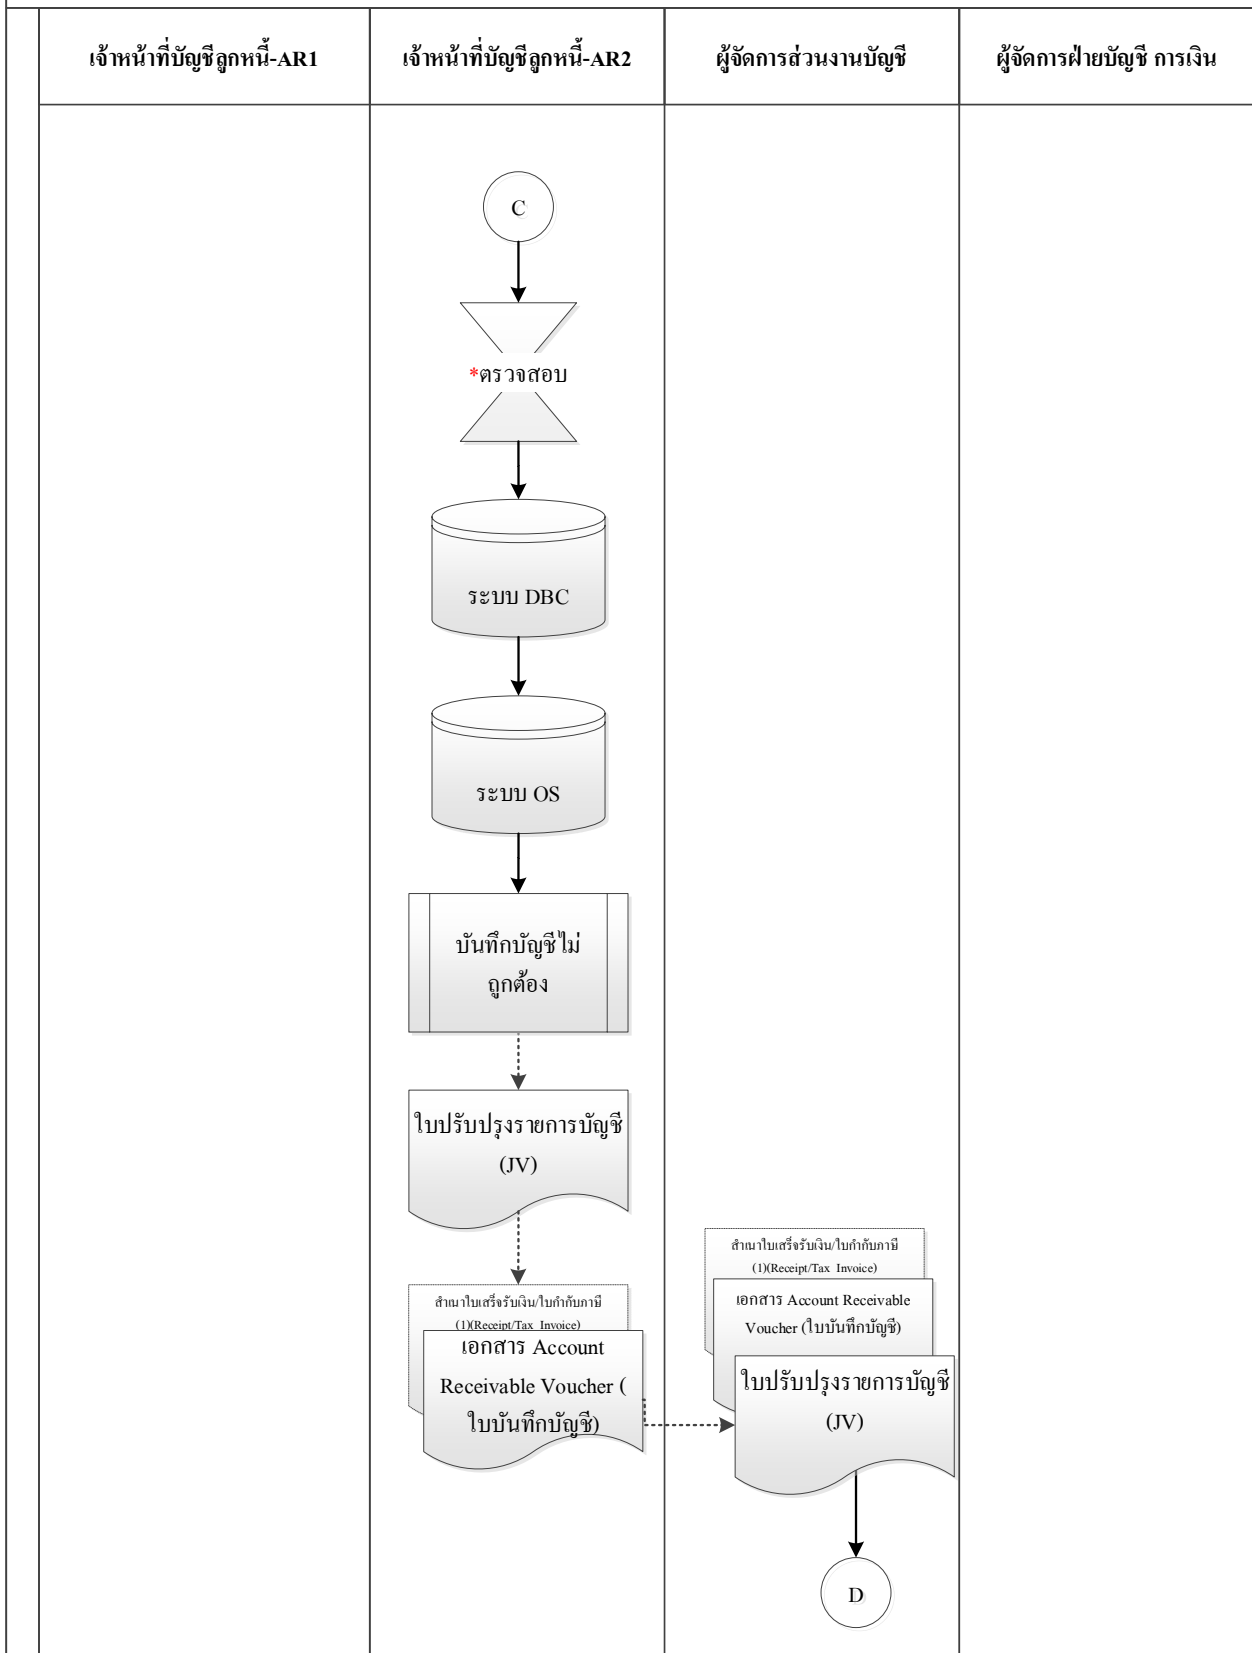 เจ้าหน้าที่บัญชีลูกหนี้-AR1
เจ้าหน้าที่บัญชีลูกหนี้-AR2
ผู้จัดการส่วนงานบัญชี
ผู้จัดการฝ่ายบัญชี การเงิน
C
*ตรวจสอบ
ระบบ DBC
ระบบ OS
บันทึกบัญชีไม่
ถูกต้อง
ใบปรับปรุงรายการบัญชี
(JV)
สำเนาใบเสร็จรับเงิน/ใบกำกับภาษี
(1)(Receipt/Tax Invoice)
เอกสาร Account
Receivable Voucher (
ใบบันทึกบัญชี)
สำเนาใบเสร็จรับเงิน/ใบกำกับภาษี
(1)(Receipt/Tax Invoice)
เอกสาร Account Receivable
Voucher (ใบบันทึกบัญชี)
ใบปรับปรุงรายการบัญชี
(JV)
D